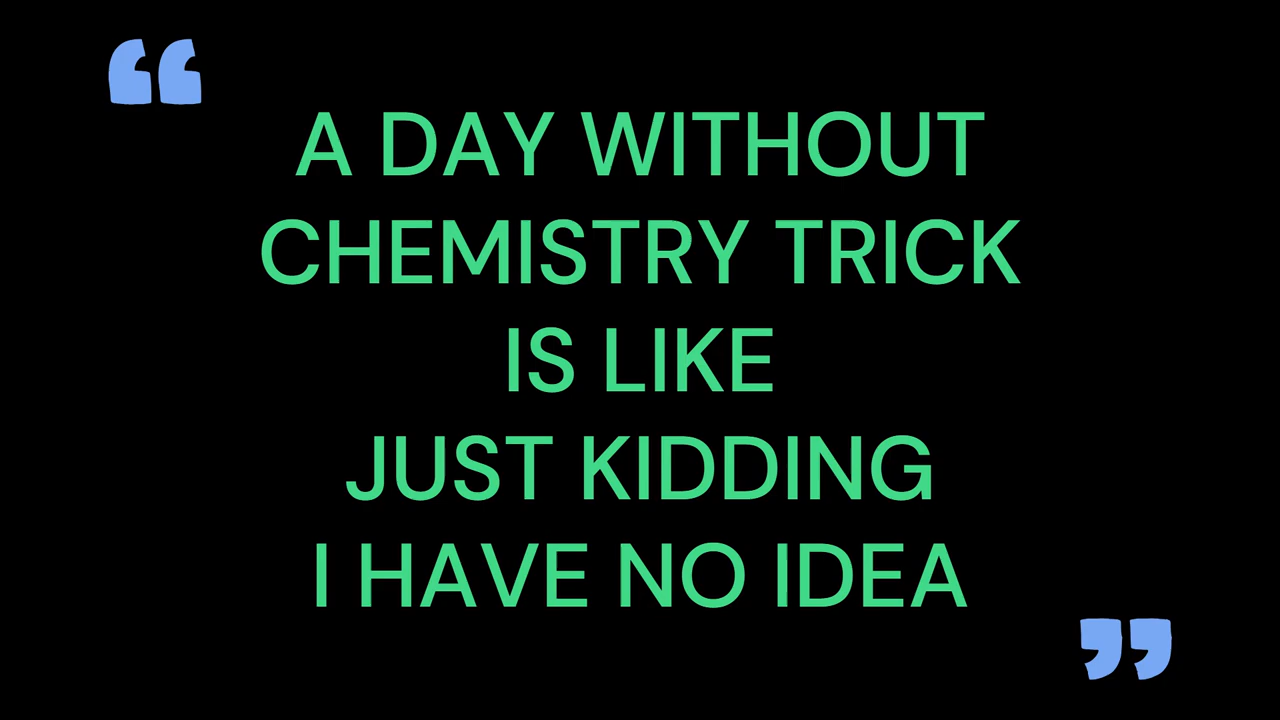 “
A DAY WITHOUT
CHEMISTRY TRICK
IS LIKE
JUST KIDDING
I HAVE NO IDEA
”